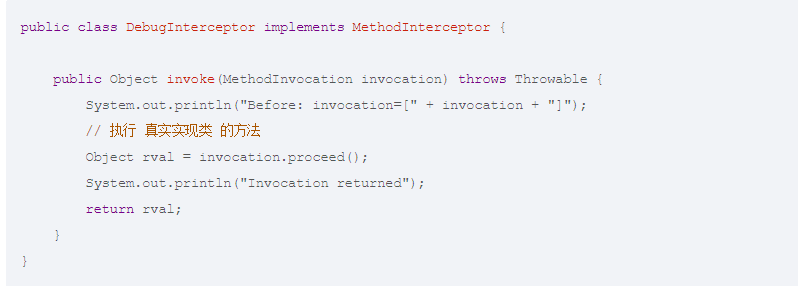 public class DebugInterceptor implements MethodInterceptor {
public Object invoke(MethodInvocation invocation) throws Throwable {
System.out.println("Before: invocation=[" + invocation + "]");
// 执行 真实实现类 的方法
Object rval = invocation.proceed();
System.out.println("Invocation returned");
return rval;
}
}